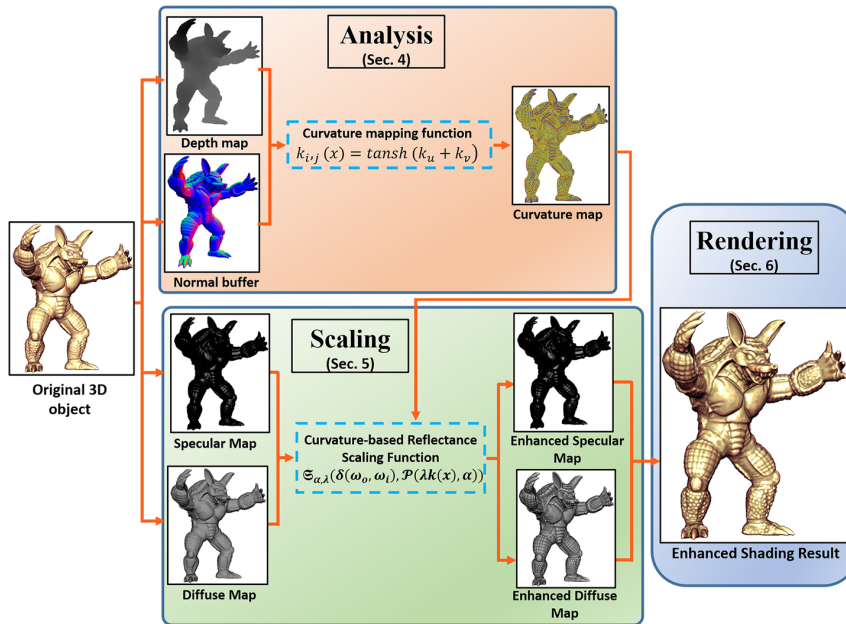 Analysis
(Sec. 4)
Depth map
Curvature mapping function
k_{i,j}(x) = tansh (k_u + k_v)
Curvature map
Normal buffer
Original 3D
object
Scaling
(Sec. 5)
Specular Map
Curvature-based Reflectance
Scaling Function
𝔖_{α,λ}(δ(ω_o, ω_i), 𝒫(λk(x), α))
Diffuse Map
Enhanced Specular
Map
Enhanced Diffuse
Map
Rendering
(Sec. 6)
Enhanced Shading Result